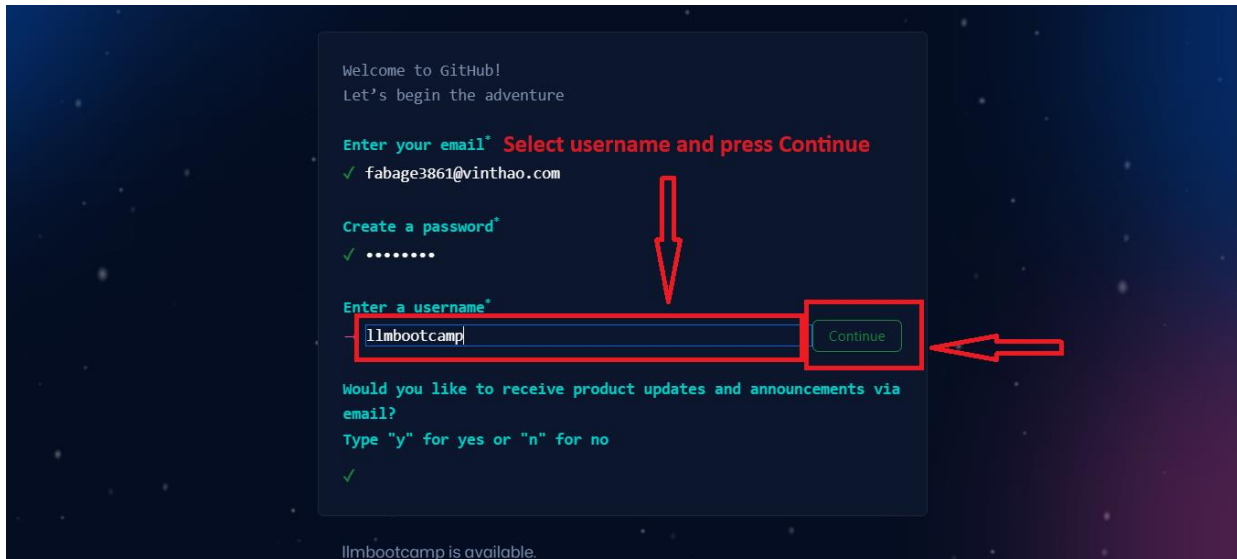 Welcome to GitHub!
Let’s begin the adventure
Enter your email* Select username and press Continue
✓ fabage3861@vinthao.com
Create a password*
✓ ••••••••
Enter a username*
→ llmbootcamp Continue
Would you like to receive product updates and announcements via
email?
Type "y" for yes or "n" for no
✓
llmbootcamp is available.